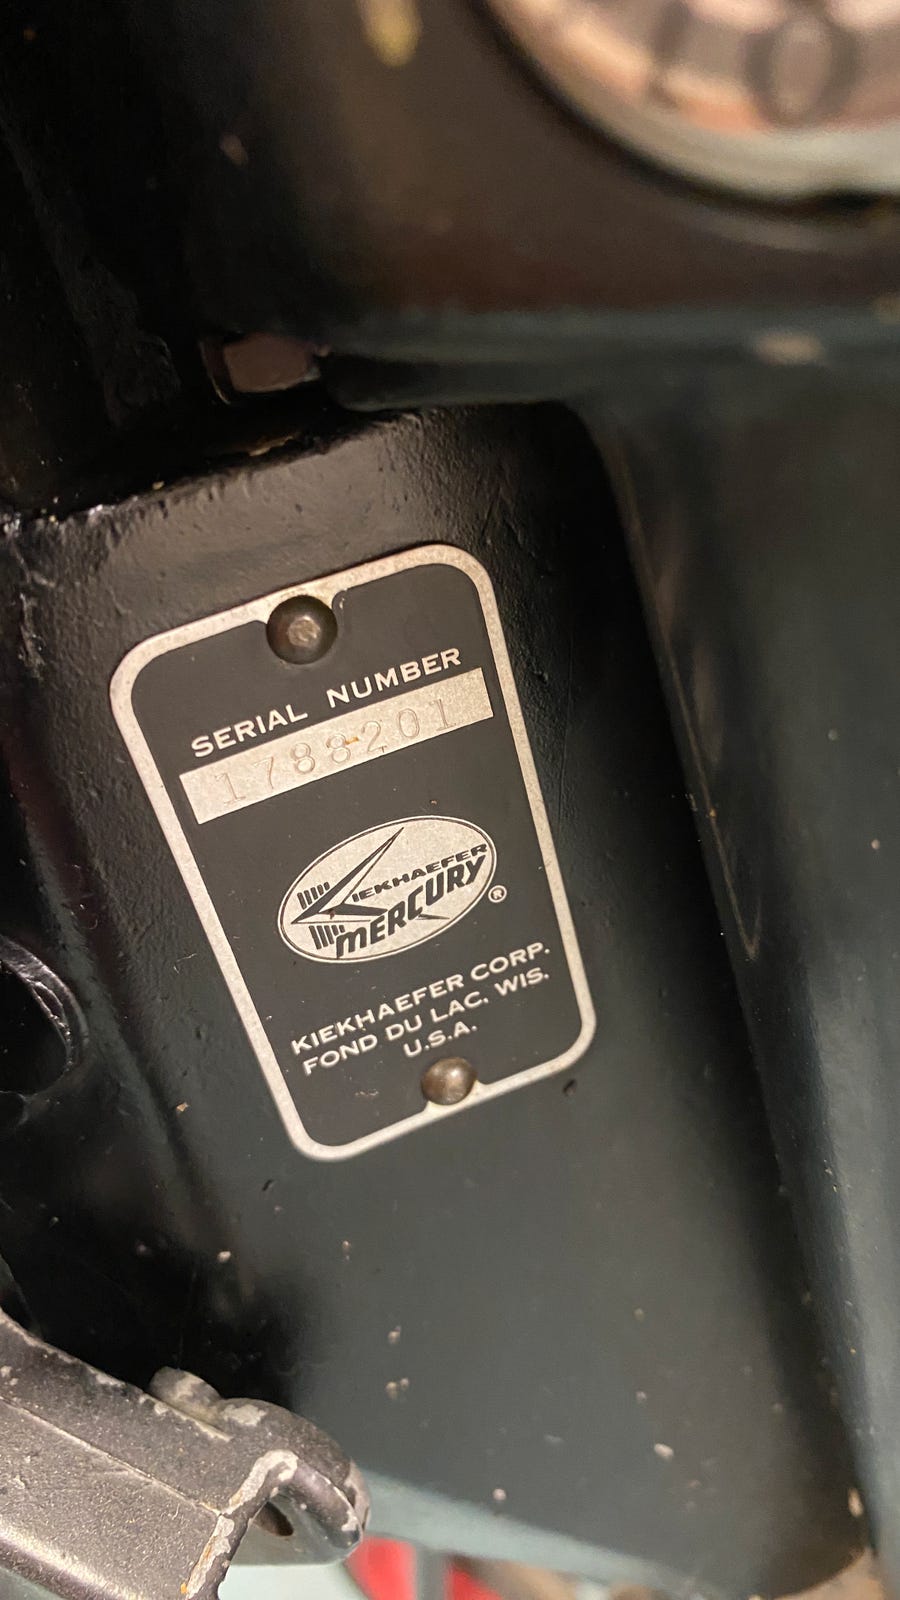 SERIAL NUMBER
1788201
KIEKHAEFER
MERCURY®
KIEKHAEFER CORP.
FOND DU LAC. WIS.
U.S.A.